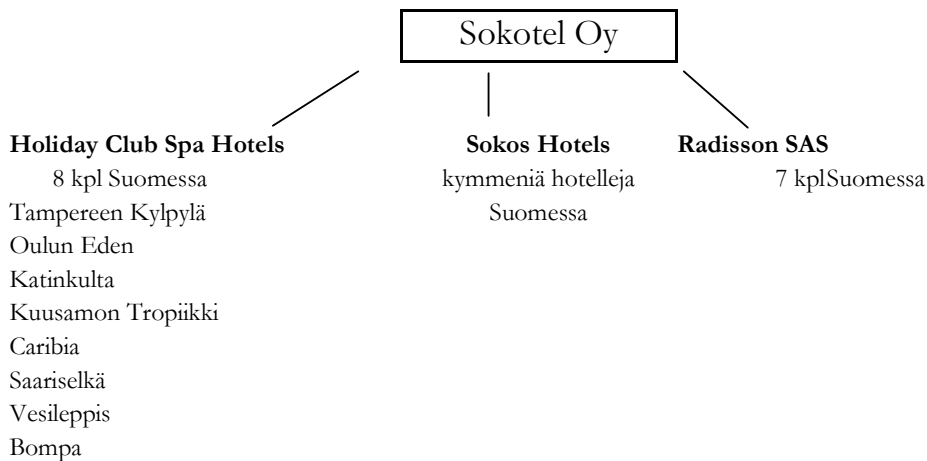 Sokotel Oy
Holiday Club Spa Hotels
8 kpl Suomessa
Tampereen Kylpylä
Oulun Eden
Katinkulta
Kuusamon Tropiikki
Caribia
Saariselkä
Vesileppis
Bompa
Sokos Hotels
kymmeniä hotelleja
Suomessa
Radisson SAS
7 kplSuomessa